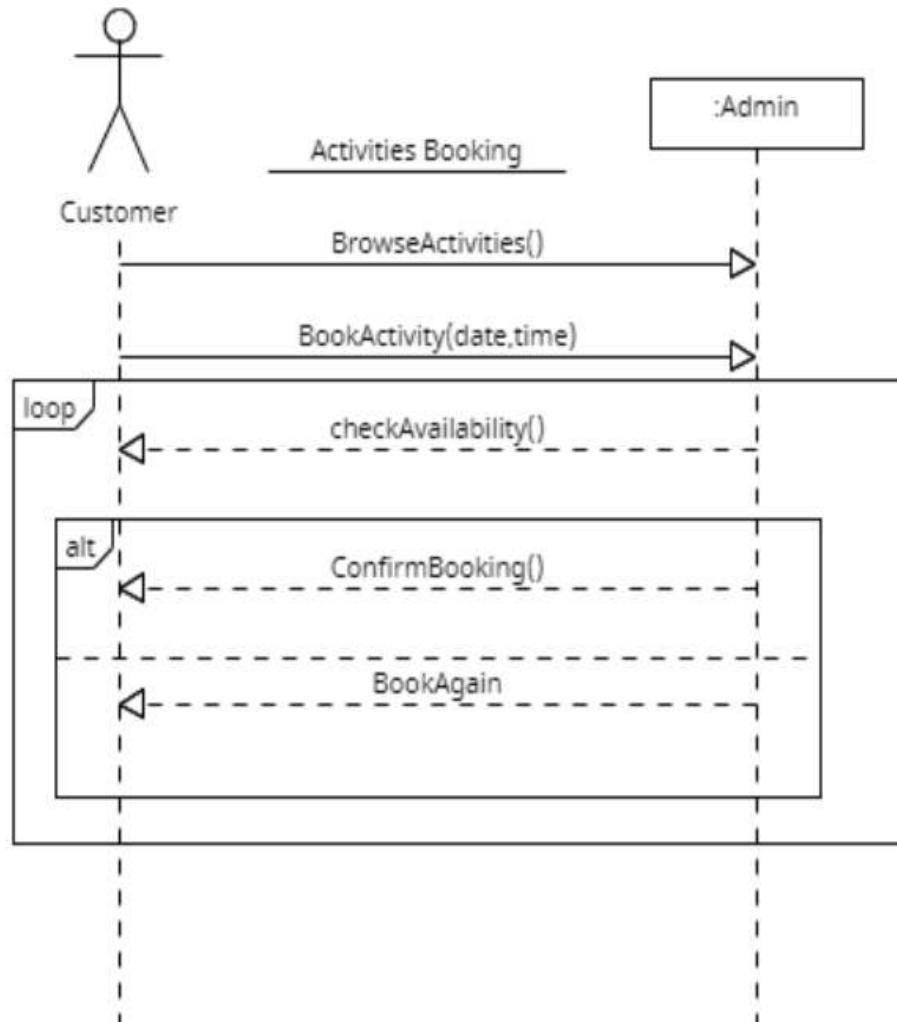 :Admin
Activities Booking
Customer
BrowseActivities()
BookActivity(date,time)
loop
checkAvailability()
alt
ConfirmBooking()
BookAgain